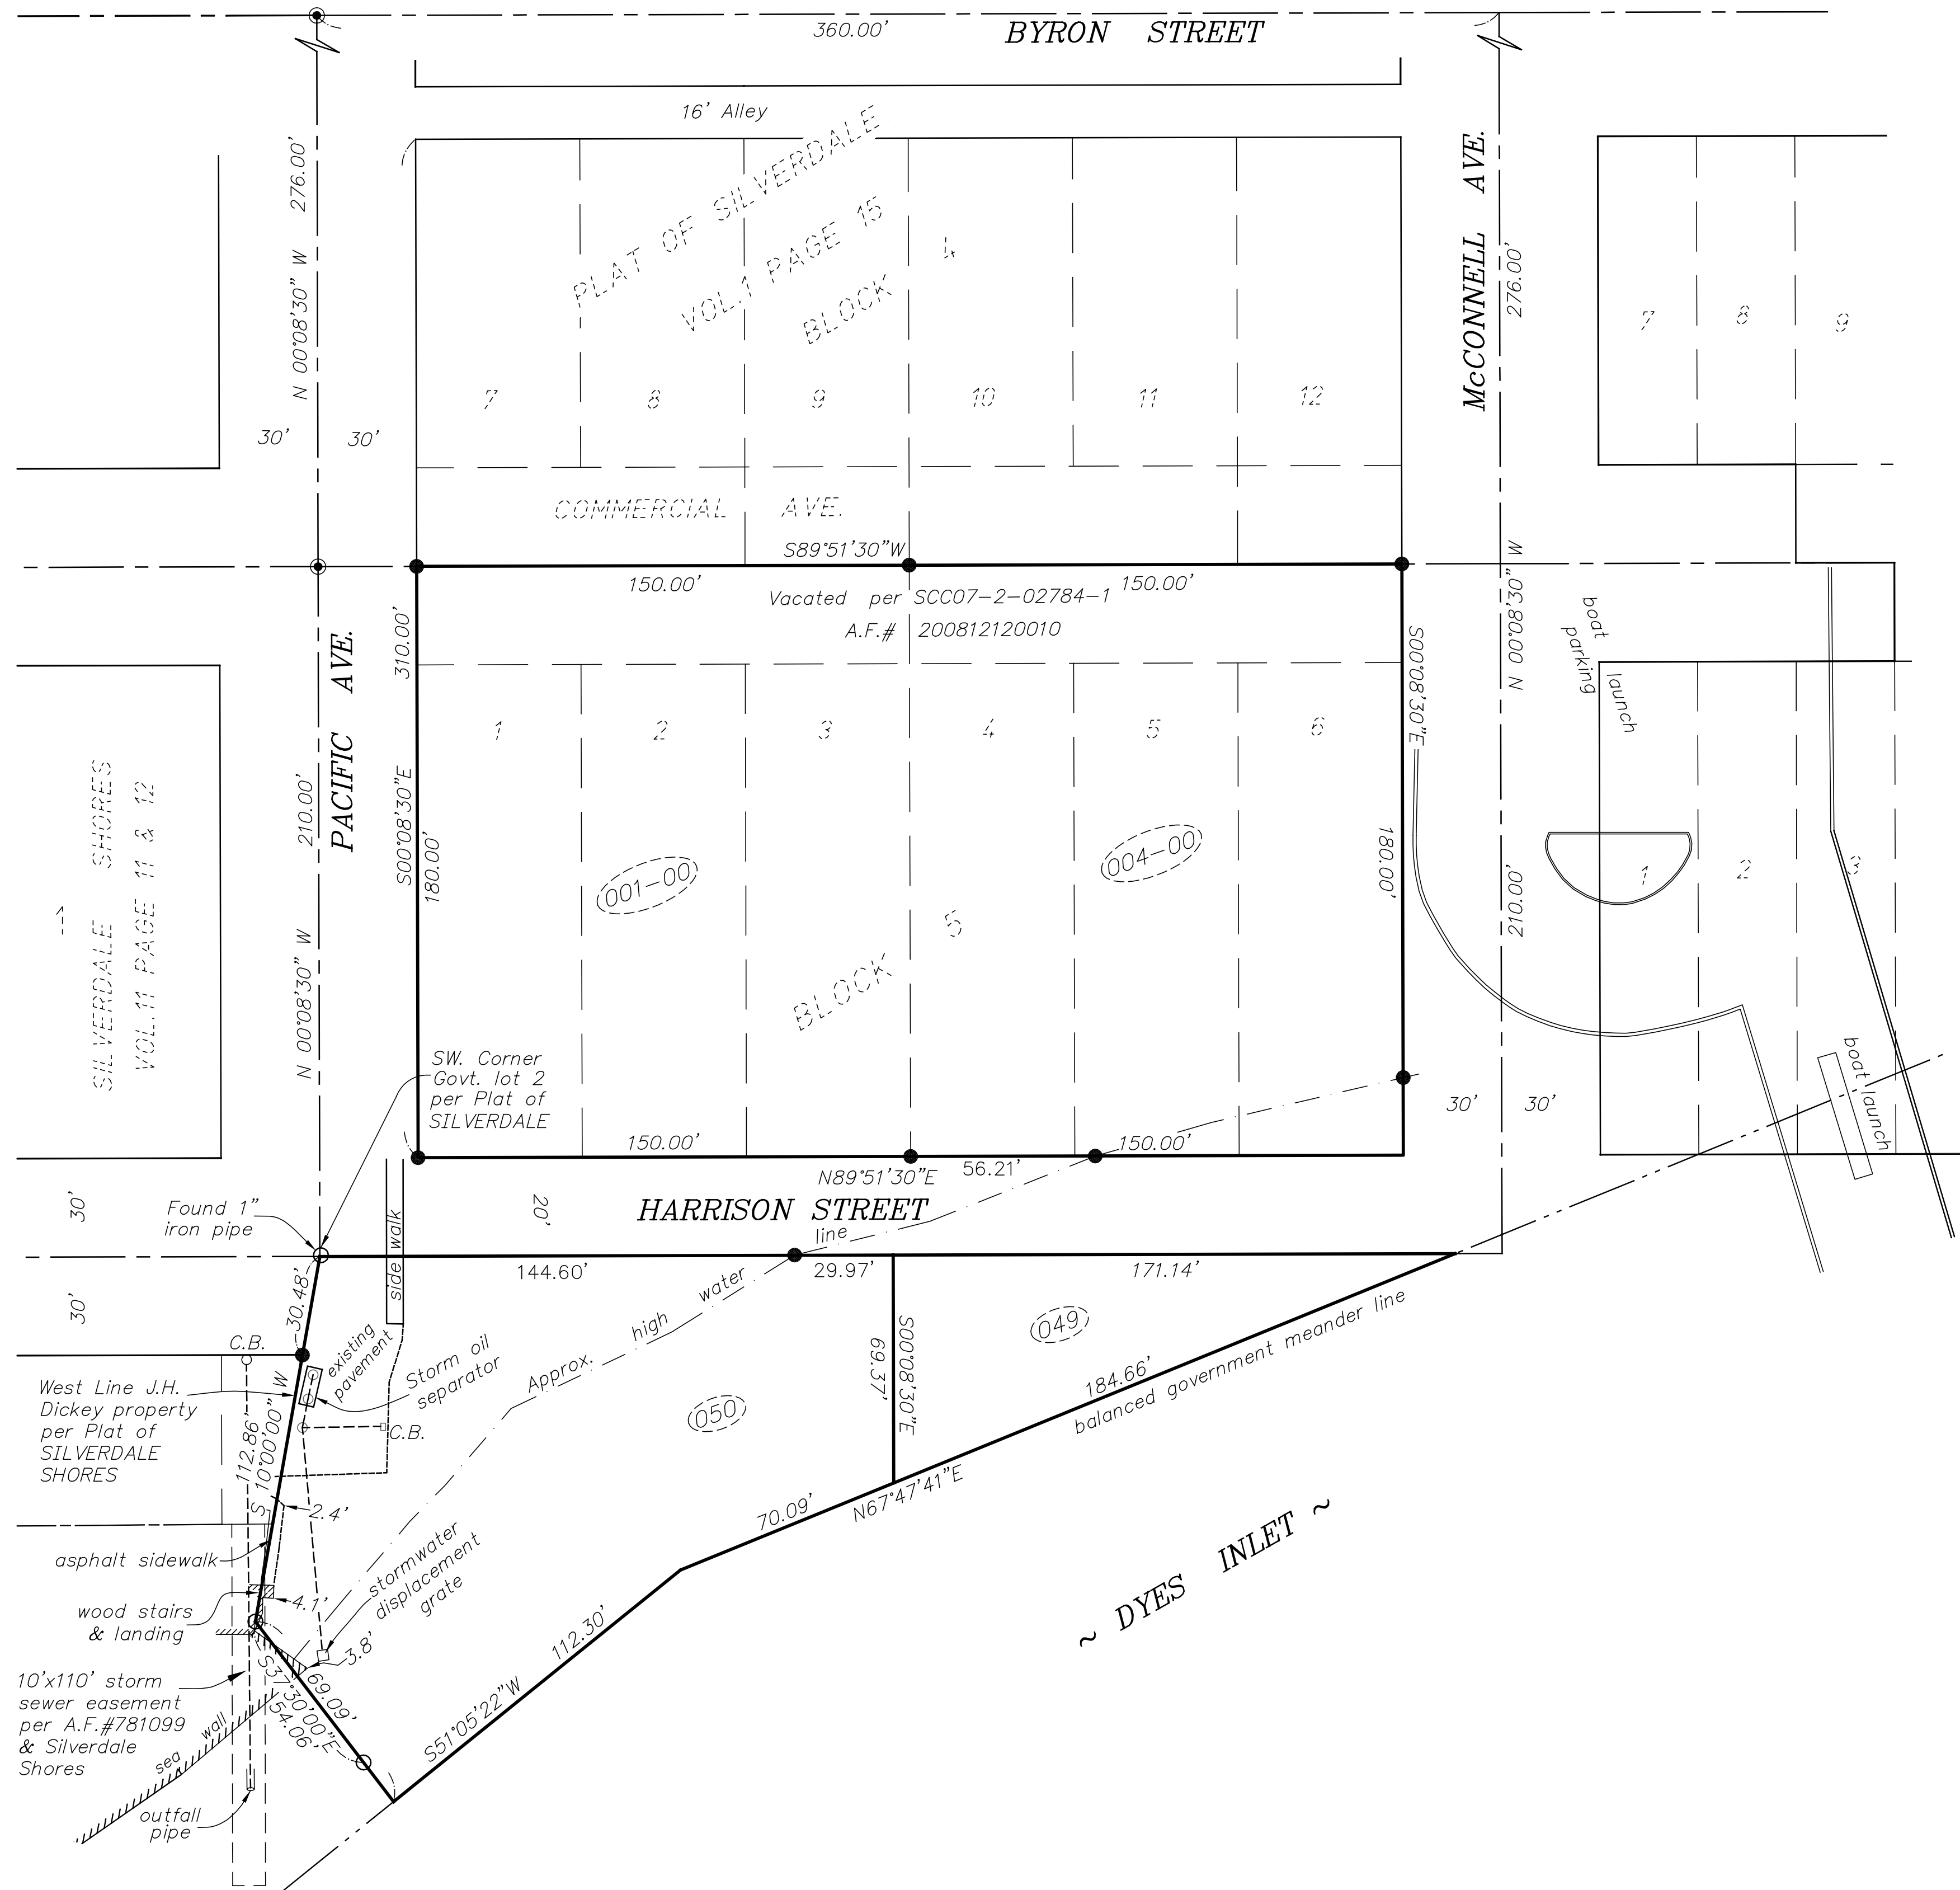 360.00'
BYRON STREET
16' Alley
276.00'
N 00°08'30" W
30'
30'
PLAT OF SILVERDALE
VOL.1 PAGE 15
BLOCK 4
7
8
9
10
11
12
McCONNELL AVE.
276.00'
7
8
9
COMMERCIAL AVE.
S89°51'30"W
150.00'
150.00'
Vacated per SCC07-2-02784-1
A.F.# 200812120010
310.00'
S00°08'30"E
180.00'
PACIFIC AVE.
210.00'
N 00°08'30" W
1
SILVERDALE SHORES
VOL.11 PAGE 11 & 12
1
2
3
4
5
6
001-00
004-00
BLOCK 5
S00°08'30"E
180.00'
N 00°08'30" W
210.00'
boat
parking
launch
1
2
3
boat launch
30'
30'
SW. Corner
Govt. lot 2
per Plat of
SILVERDALE
150.00'
150.00'
N89°51'30"E
56.21'
HARRISON STREET
20'
side walk
Found 1"
iron pipe
30'
30'
144.60'
29.97'
171.14'
Approx. high water line
30.48'
C.B.
existing
pavement
Storm oil
separator
C.B.
West Line J.H.
Dickey property
per Plat of
SILVERDALE
SHORES
112.86'
S 10°00'00" W
S00°08'30"E
69.37'
049
050
184.66'
balanced government meander line
70.09'
N67°47'41"E
2.4'
asphalt sidewalk
stormwater
displacement
grate
4.1'
wood stairs
& landing
3.8'
10'x110' storm
sewer easement
per A.F.#781099
& Silverdale
Shores
S37°30'00"E
69.09'
54.06'
sea wall
outfall
pipe
112.30'
S51°05'22"W
~ DYES INLET ~